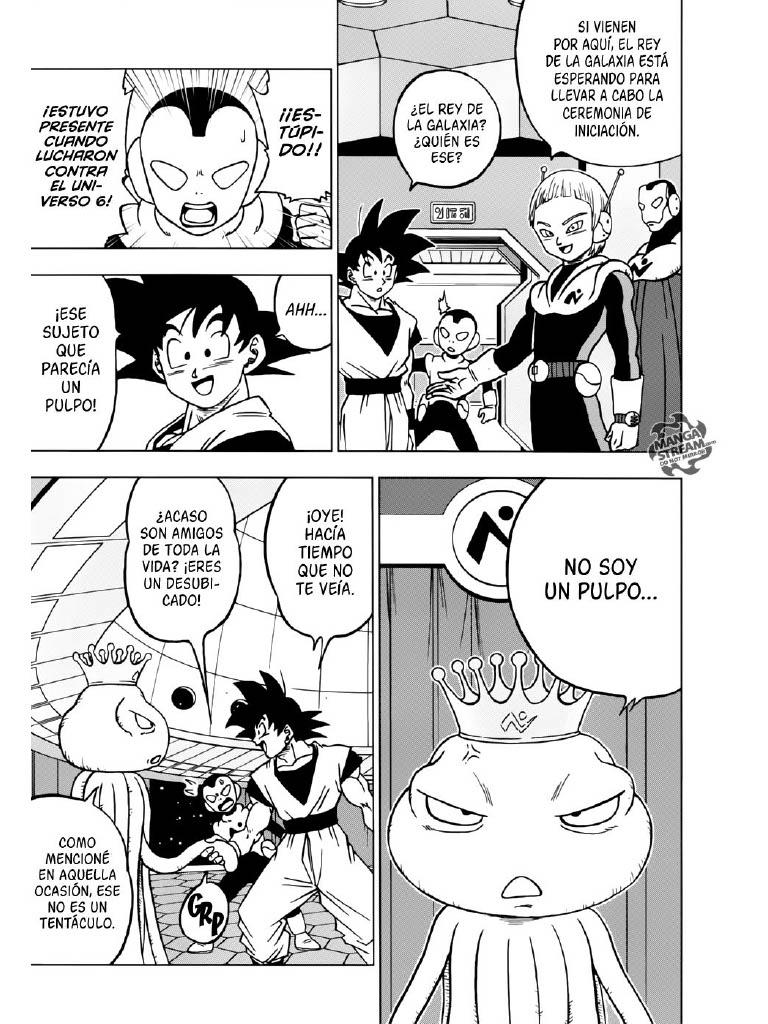 SI VIENEN
POR AQUÍ, EL REY
DE LA GALAXIA ESTÁ
ESPERANDO PARA
LLEVAR A CABO LA
CEREMONIA DE
INICIACIÓN.
¿EL REY DE
LA GALAXIA?
¿QUIÉN ES
ESE?
¡¡ES-
TÚPI-
DO!!
¡ESTUVO
PRESENTE
CUANDO
LUCHARON
CONTRA
EL UNI-
VERSO 6!
AHH...
¡ESE
SUJETO
QUE
PARECÍA
UN
PULPO!
MANGA
STREAM.com
DO NOT MIRROR
NO SOY
UN PULPO...
¡OYE!
HACÍA
TIEMPO
QUE NO
TE VEÍA.
¿ACASO
SON AMIGOS
DE TODA LA
VIDA? ¡ERES
UN DESUBI-
CADO!
COMO
MENCIONÉ
EN AQUELLA
OCASIÓN, ESE
NO ES UN
TENTÁCULO.
GRP